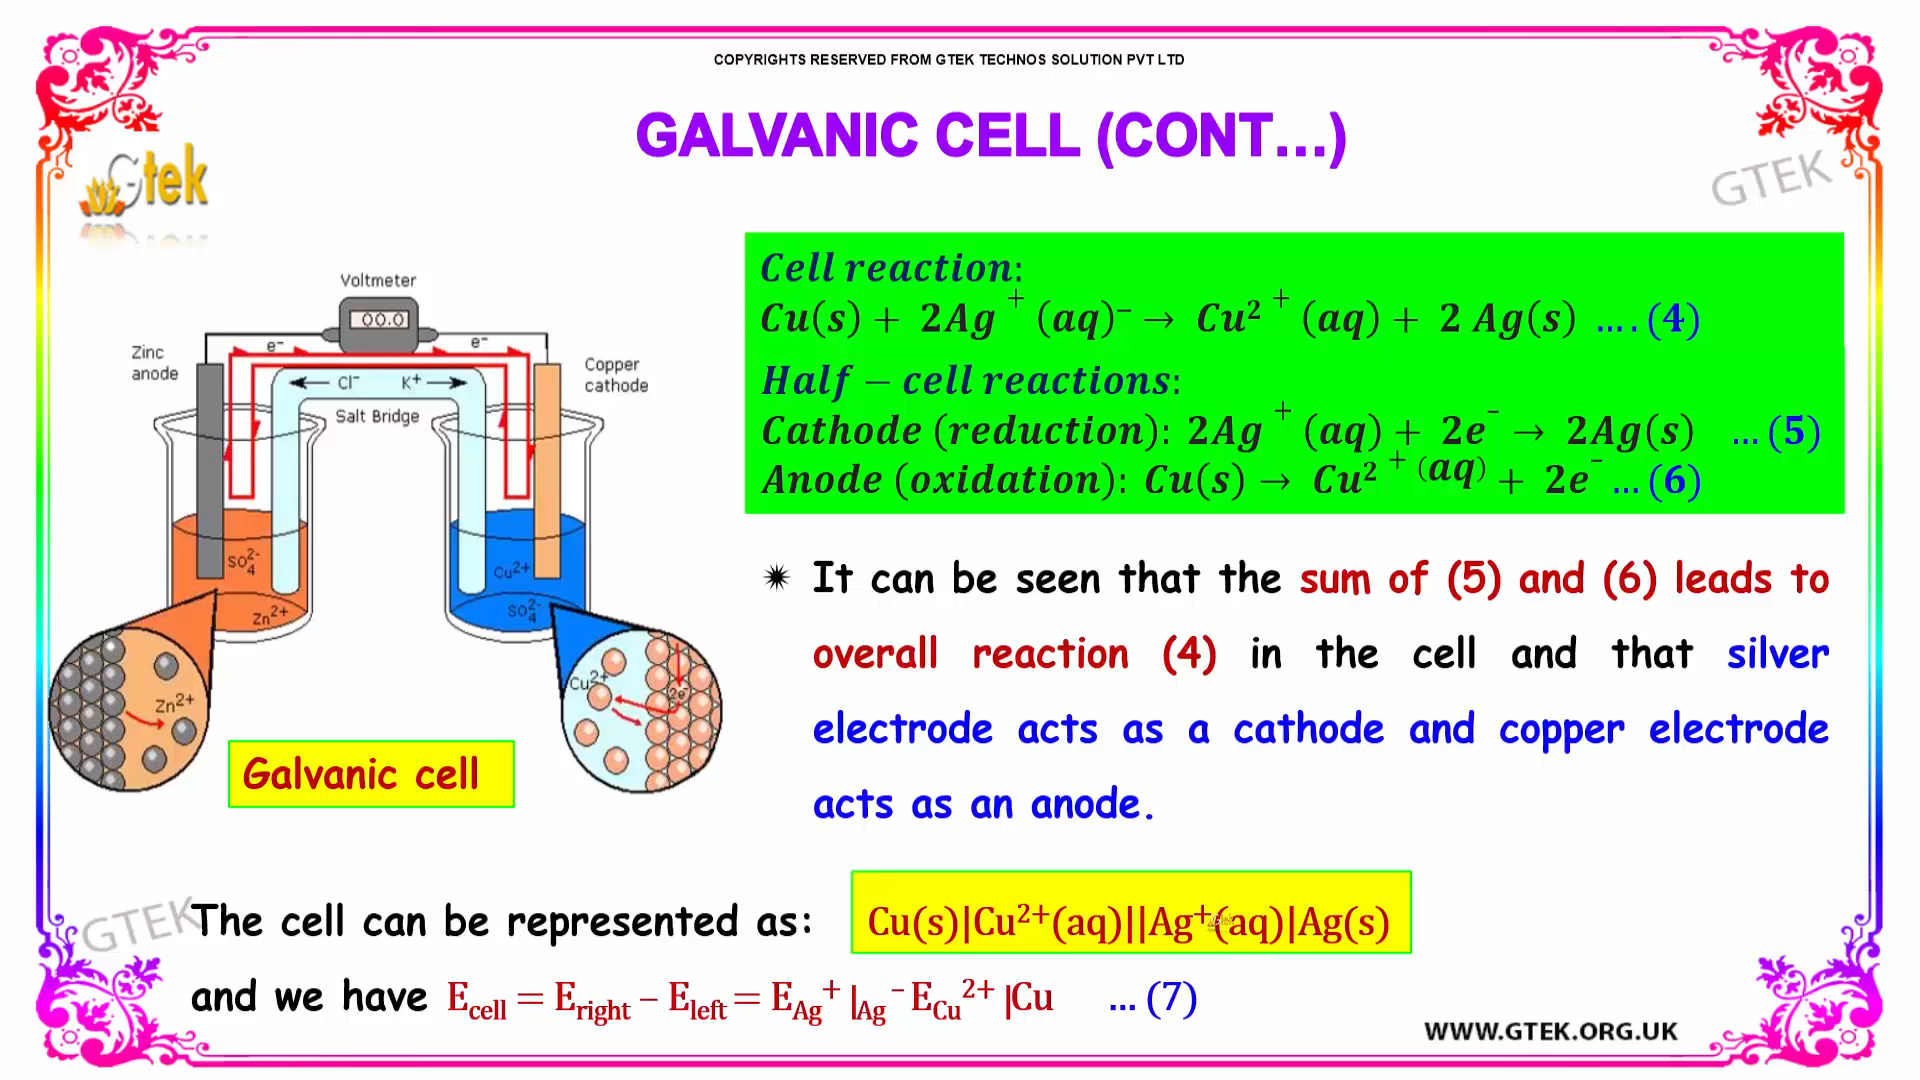 COPYRIGHTS RESERVED FROM GTEK TECHNOS SOLUTION PVT LTD
GALVANIC CELL (CONT...)
Gtek
GTEK
Voltmeter
00.0
e⁻ e⁻
Zinc
anode
Copper
cathode
Cl⁻ K⁺
Salt Bridge
SO₄²⁻
Zn²⁺
Cu²⁺
SO₄²⁻
Zn²⁺
Cu²⁺
2e⁻
Galvanic cell
Cell reaction:
Cu(s) + 2Ag⁺(aq)⁻ → Cu²⁺(aq) + 2 Ag(s) ....(4)
Half − cell reactions:
Cathode (reduction): 2Ag⁺(aq) + 2e⁻ → 2Ag(s) ...(5)
Anode (oxidation): Cu(s) → Cu²⁺(aq) + 2e⁻ ...(6)
It can be seen that the sum of (5) and (6) leads to
overall reaction (4) in the cell and that silver
electrode acts as a cathode and copper electrode
acts as an anode.
GTEK
The cell can be represented as: Cu(s)|Cu²⁺(aq)||Ag⁺(aq)|Ag(s)
and we have E_cell = E_right – E_left = E_Ag⁺ |_Ag – E_Cu²⁺ |Cu ...(7)
WWW.GTEK.ORG.UK